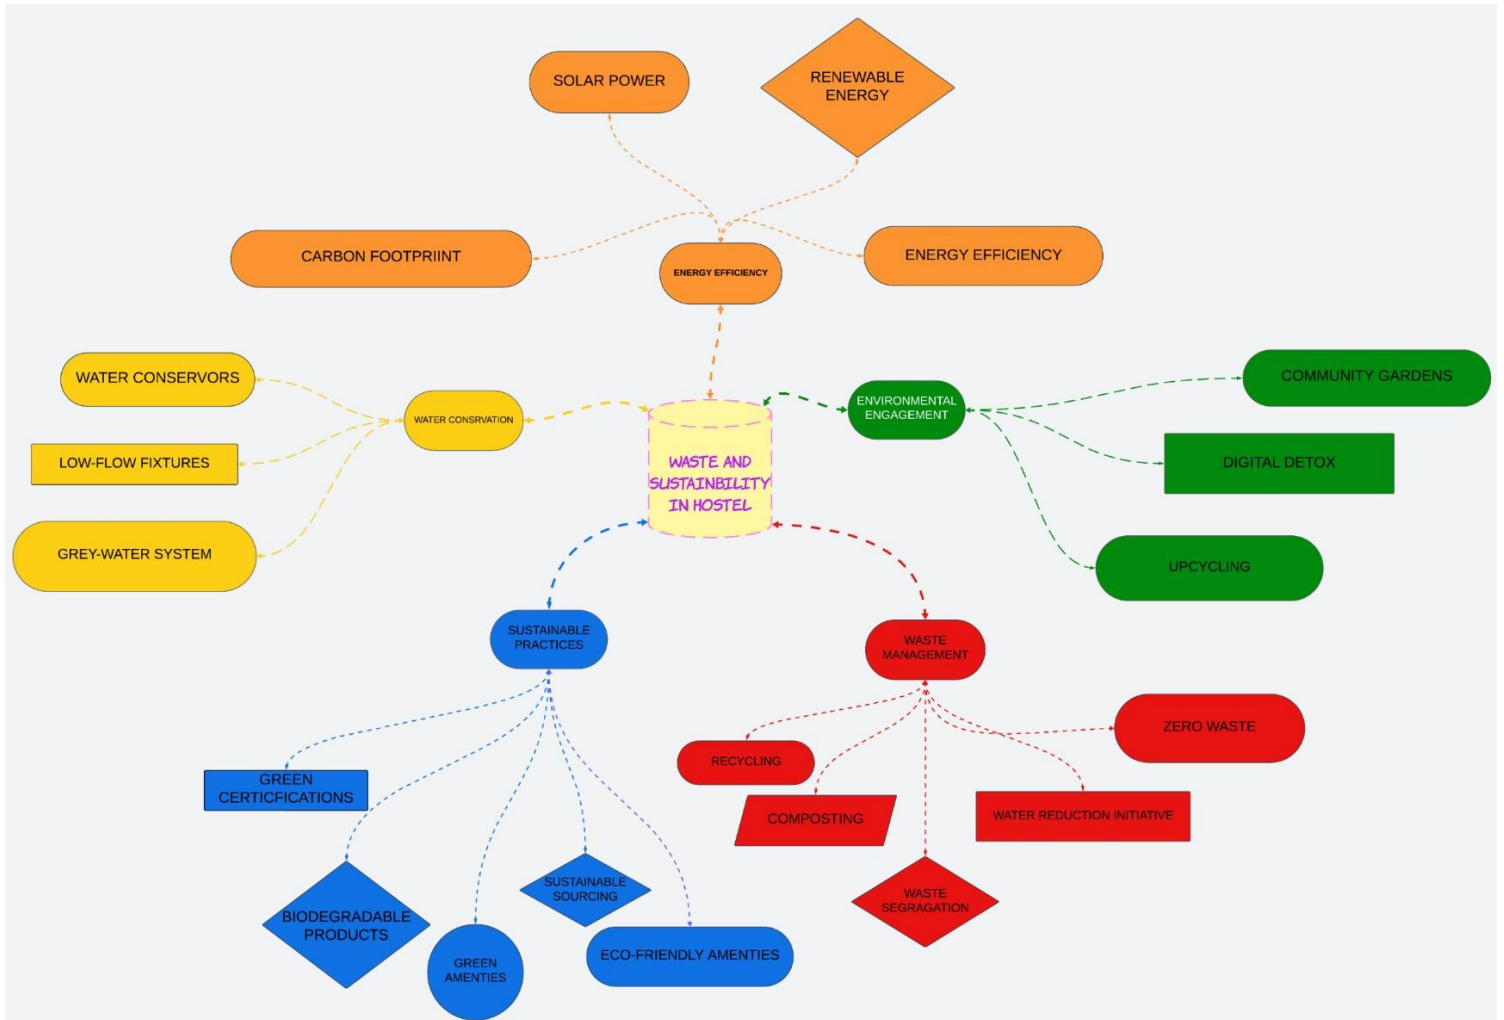 SOLAR POWER
RENEWABLE
ENERGY
CARBON FOOTPRIINT
ENERGY EFFICIENCY
ENERGY EFFICIENCY
WATER CONSERVORS
LOW-FLOW FIXTURES
GREY-WATER SYSTEM
WATER CONSRVATION
WASTE AND
SUSTAINBILITY
IN HOSTEL
ENVIRONMENTAL
ENGAGEMENT
COMMUNITY GARDENS
DIGITAL DETOX
UPCYCLING
SUSTAINABLE
PRACTICES
GREEN
CERTICFICATIONS
BIODEGRADABLE
PRODUCTS
GREEN
AMENTIES
SUSTAINABLE
SOURCING
ECO-FRIENDLY AMENTIES
WASTE
MANAGEMENT
RECYCLING
COMPOSTING
WASTE
SEGRAGATION
WATER REDUCTION INITIATIVE
ZERO WASTE